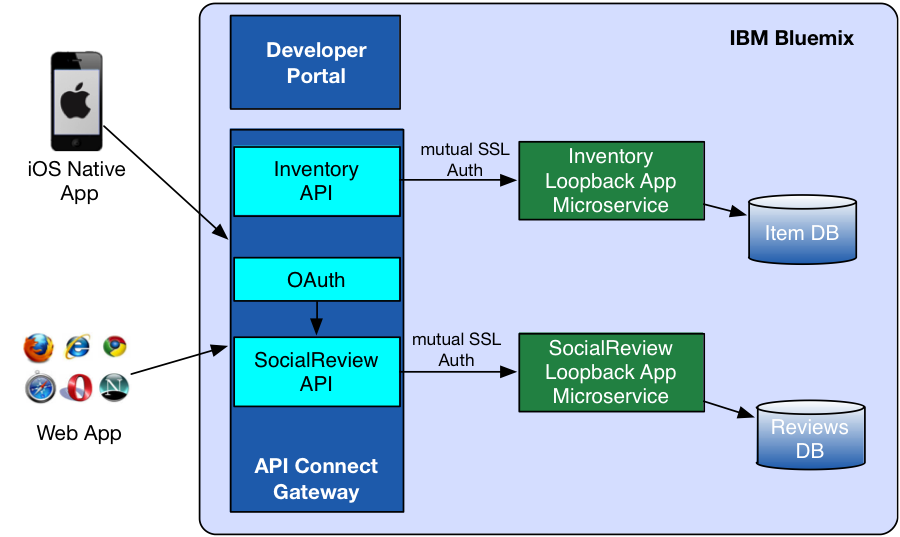 IBM Bluemix
Developer
Portal
iOS Native
App
Inventory
API
mutual SSL
Auth
Inventory
Loopback App
Microservice
Item DB
OAuth
SocialReview
API
mutual SSL
Auth
SocialReview
Loopback App
Microservice
Reviews
DB
Web App
API Connect
Gateway